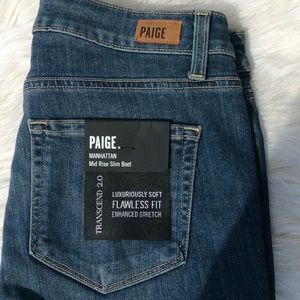 PAIGE
PAIGE.
MANHATTAN
Mid Rise Slim Boot
TRANSCEND 2.0
LUXURIOUSLY SOFT
FLAWLESS FIT
ENHANCED STRETCH